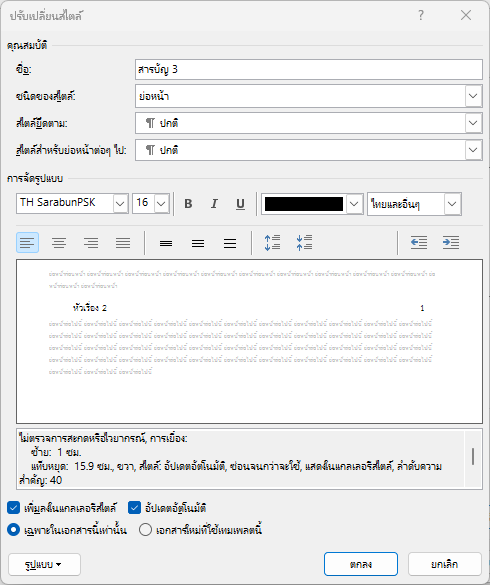 ปรับเปลี่ยนสไตล์ ?
คุณสมบัติ
ชื่อ: สารบัญ 3
ชนิดของสไตล์: ย่อหน้า
สไตล์ยึดตาม: ¶ ปกติ
สไตล์สำหรับย่อหน้าต่อๆ ไป: ¶ ปกติ
การจัดรูปแบบ
TH SarabunPSK 16 B I U ไทยและอื่นๆ
หัวเรื่อง 2 1
ไม่ตรวจการสะกดหรือไวยากรณ์, การเยื้อง:
ซ้าย: 1 ซม.
แท็บหยุด: 15.9 ซม., ขวา, สไตล์: อัปเดตอัตโนมัติ, ซ่อนจนกว่าจะใช้, แสดงในแกลเลอรีสไตล์, ลำดับความ
สำคัญ: 40
เพิ่มลงในแกลเลอรีสไตล์ อัปเดตอัตโนมัติ
เฉพาะในเอกสารนี้เท่านั้น เอกสารใหม่ที่ใช้เทมเพลตนี้
รูปแบบ ตกลง ยกเลิก